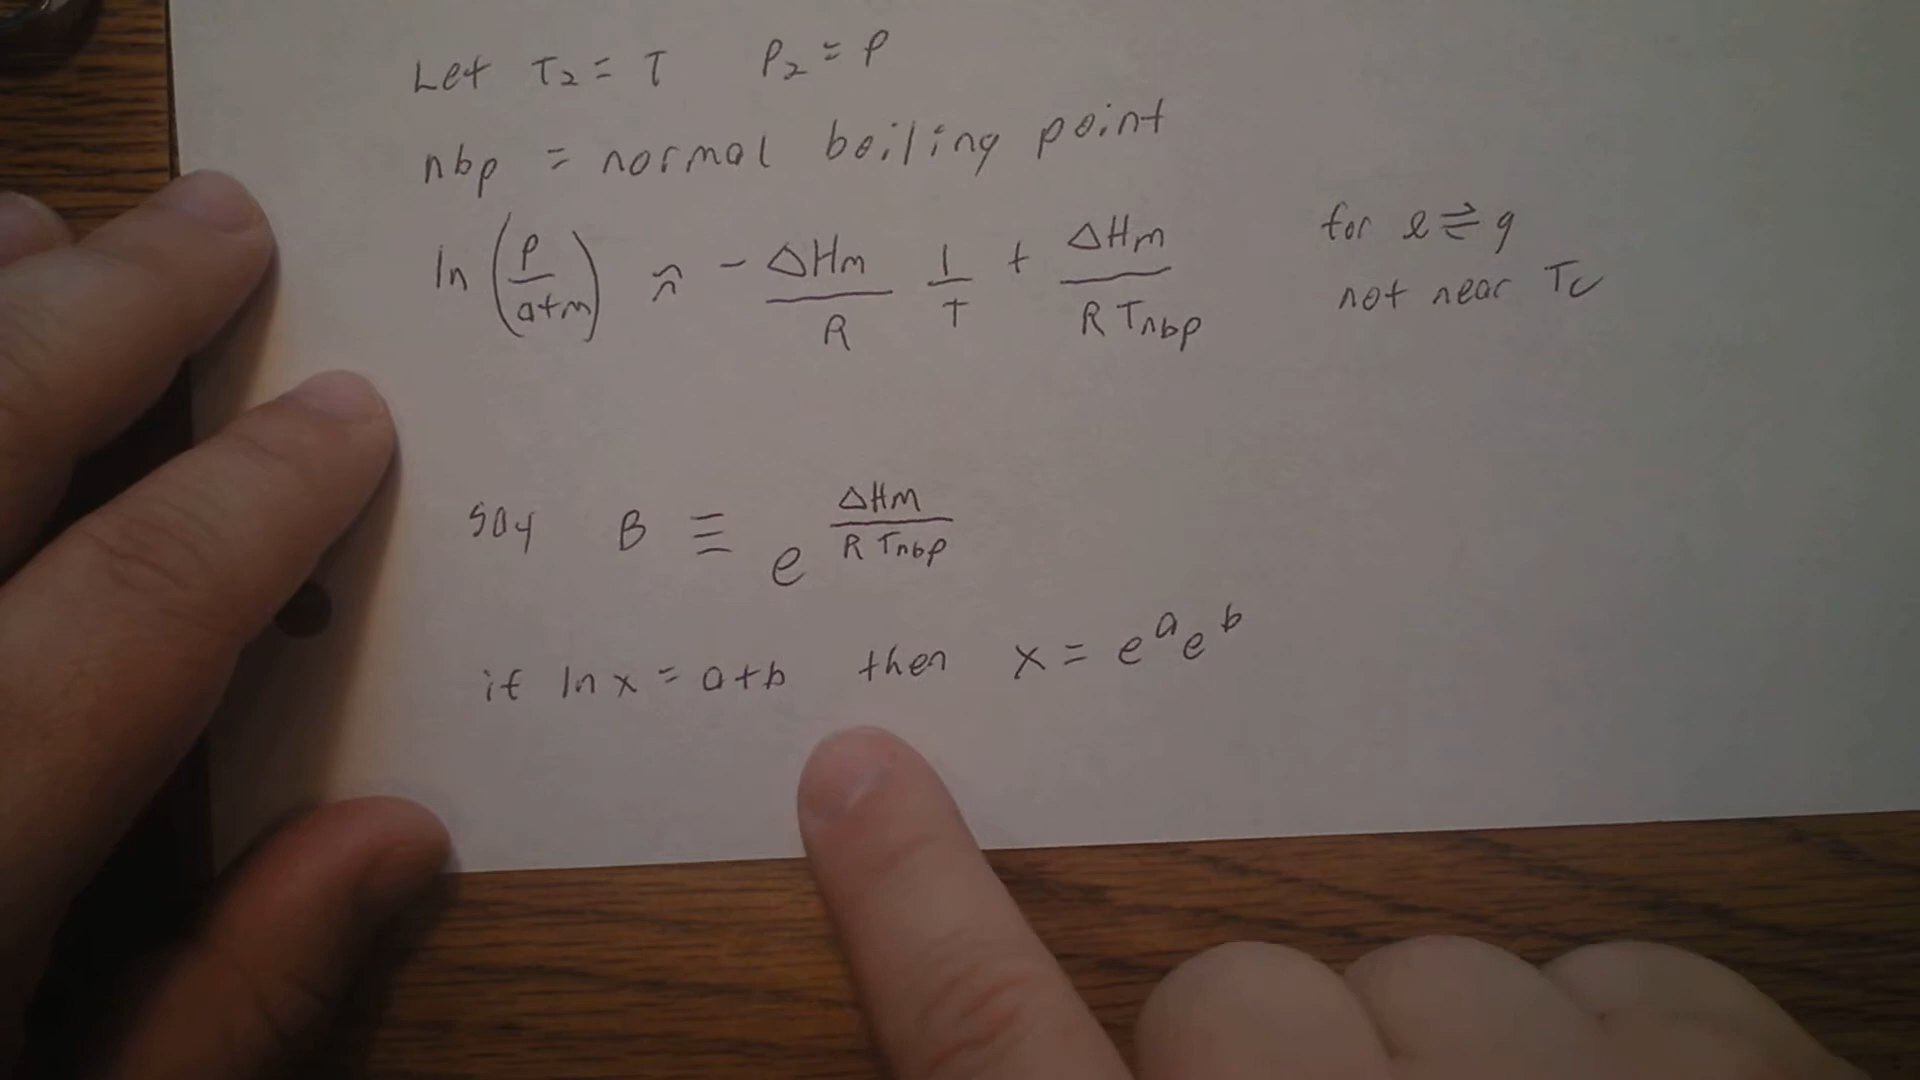 Let T₂ = T P₂ = P
nbp = normal boiling point
ln (P/atm) ≈ - ΔHm/R 1/T + ΔHm/(R Tnbp) for l ⇌ g
not near Tc
say B ≡ e^(ΔHm/(R Tnbp))
if ln x = a+b then x = e^a e^b